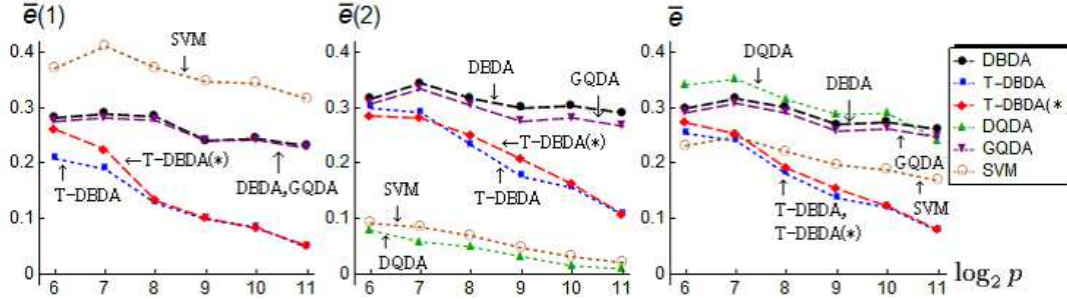 e̅(1)
0.4
0.3
0.2
0.1
0
6 7 8 9 10 11
SVM
T-DBDA(*)
T-DBDA
DBDA,GQDA
e̅(2)
0.4
0.3
0.2
0.1
0
6 7 8 9 10 11
DBDA
GQDA
T-DBDA(*)
T-DBDA
SVM
DQDA
e̅
0.4
0.3
0.2
0.1
0
6 7 8 9 10 11
DQDA
DBDA
GQDA
SVM
T-DBDA,
T-DBDA(*)
log₂ p
DBDA
T-DBDA
T-DBDA(*)
DQDA
GQDA
SVM